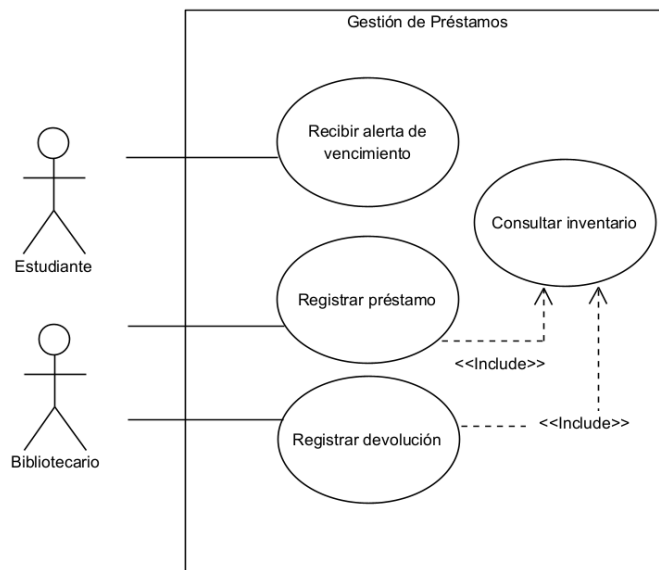 Gestión de Préstamos
Recibir alerta de
vencimiento
Consultar inventario
Estudiante
Registrar préstamo
<<Include>>
Registrar devolución
<<Include>>
Bibliotecario